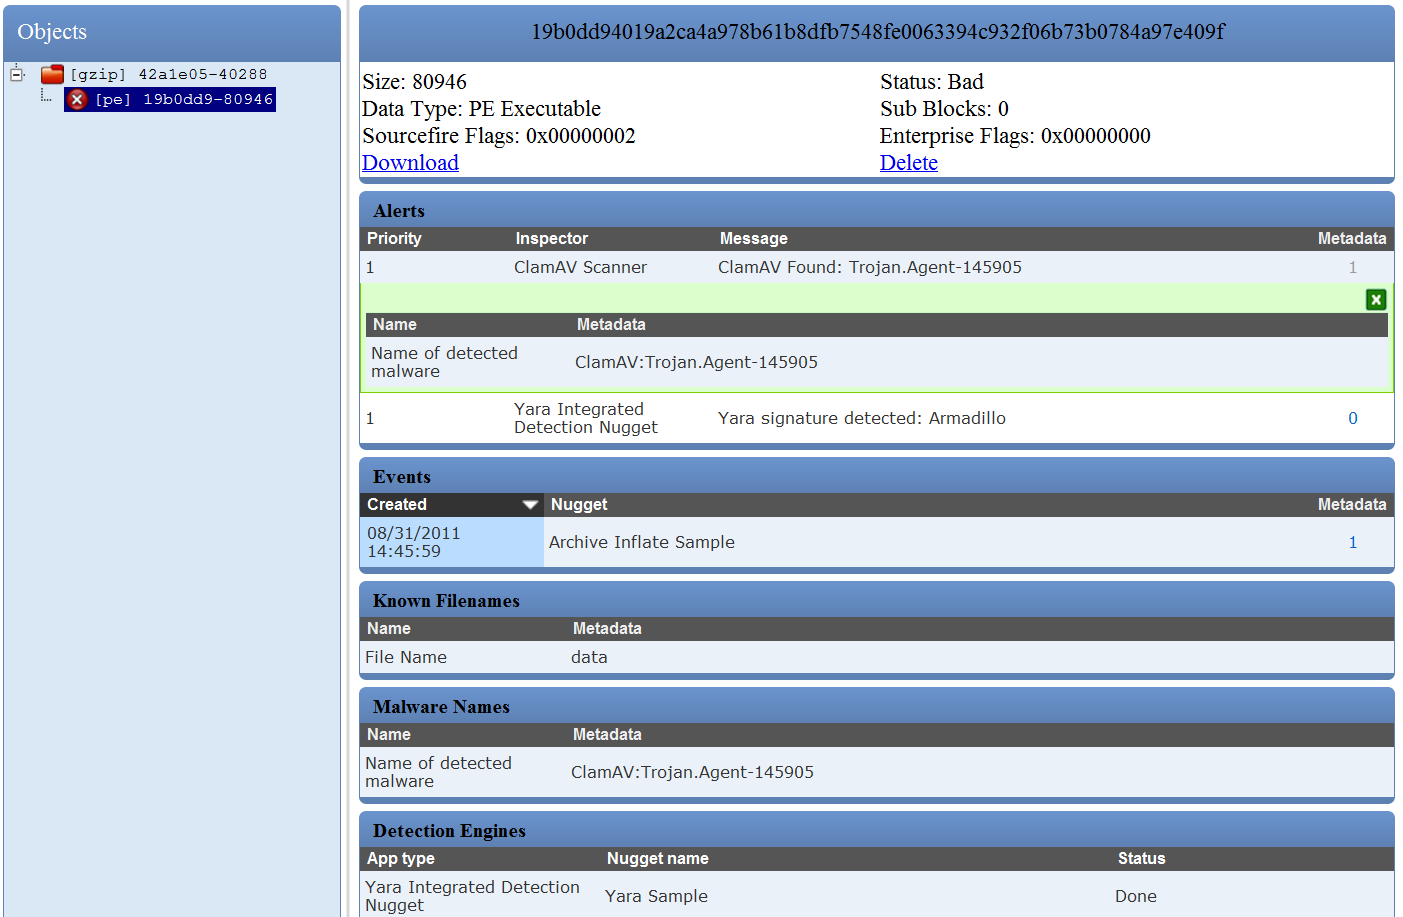 Objects
[gzip] 42a1e05-40288
[pe] 19b0dd9-80946
19b0dd94019a2ca4a978b61b8dfb7548fe0063394c932f06b73b0784a97e409f
Size: 80946
Status: Bad
Data Type: PE Executable
Sub Blocks: 0
Sourcefire Flags: 0x00000002
Enterprise Flags: 0x00000000
Download
Delete
Alerts
Priority Inspector Message Metadata
1 ClamAV Scanner ClamAV Found: Trojan.Agent-145905 1
Name Metadata
Name of detected
malware
ClamAV:Trojan.Agent-145905
1
Yara Integrated
Detection Nugget
Yara signature detected: Armadillo
0
Events
Created Nugget Metadata
08/31/2011
14:45:59
Archive Inflate Sample
1
Known Filenames
Name Metadata
File Name data
Malware Names
Name Metadata
Name of detected
malware
ClamAV:Trojan.Agent-145905
Detection Engines
App type Nugget name Status
Yara Integrated Detection
Nugget
Yara Sample
Done